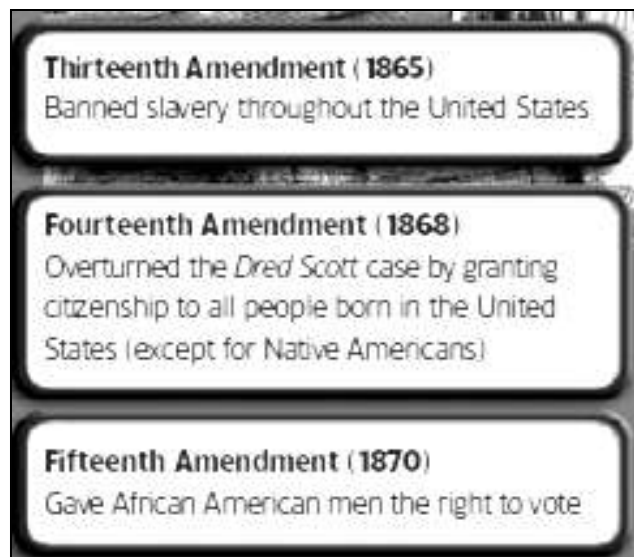 Thirteenth Amendment (1865)
Banned slavery throughout the United States
Fourteenth Amendment (1868)
Overturned the Dred Scott case by granting
citizenship to all people born in the United
States (except for Native Americans)
Fifteenth Amendment (1870)
Gave African American men the right to vote